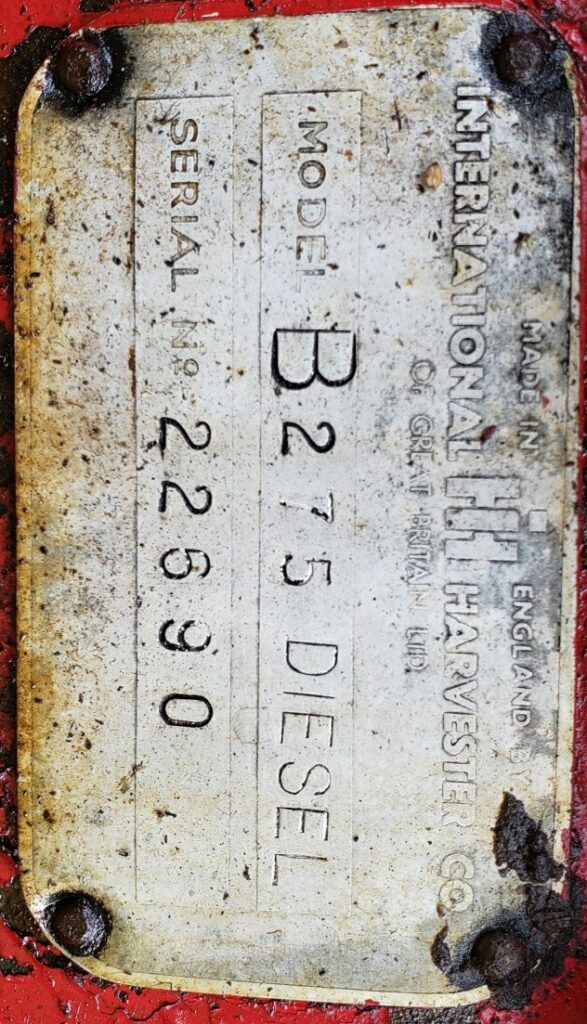 MADE IN ENGLAND BY
INTERNATIONAL IH HARVESTER CO
OF GREAT BRITAIN LTD
MODEL B275 DIESEL
SERIAL Nº 22690